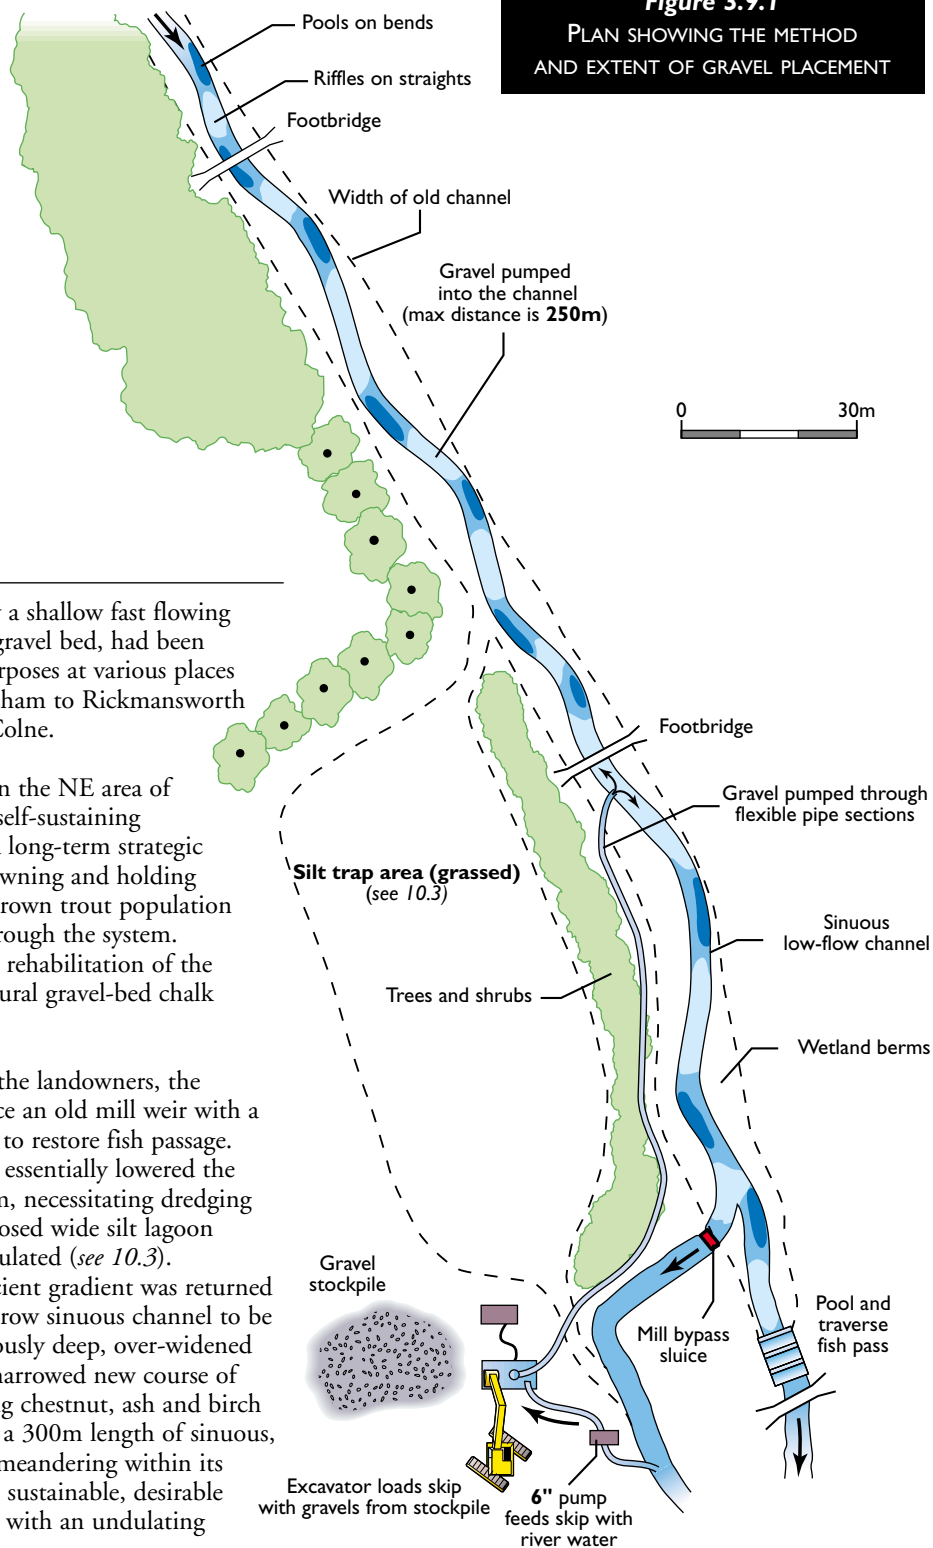 Figure 3.9.1
PLAN SHOWING THE METHOD
AND EXTENT OF GRAVEL PLACEMENT
Pools on bends
Riffles on straights
Footbridge
Width of old channel
Gravel pumped
into the channel
(max distance is 250m)
0 30m
a shallow fast flowing
gravel bed, had been
rposes at various places
ham to Rickmansworth
Colne.
n the NE area of
self-sustaining
long-term strategic
wning and holding
rown trout population
rough the system.
rehabilitation of the
ural gravel-bed chalk
the landowners, the
ce an old mill weir with a
to restore fish passage.
essentially lowered the
n, necessitating dredging
osed wide silt lagoon
ulated (see 10.3).
cient gradient was returned
row sinuous channel to be
ously deep, over-widened
narrowed new course of
g chestnut, ash and birch
a 300m length of sinuous,
meandering within its
sustainable, desirable
with an undulating
Footbridge
Gravel pumped through
flexible pipe sections
Silt trap area (grassed)
(see 10.3)
Sinuous
low-flow channel
Trees and shrubs
Wetland berms
Gravel
stockpile
Mill bypass
sluice
Pool and
traverse
fish pass
Excavator loads skip
with gravels from stockpile
6" pump
feeds skip with
river water